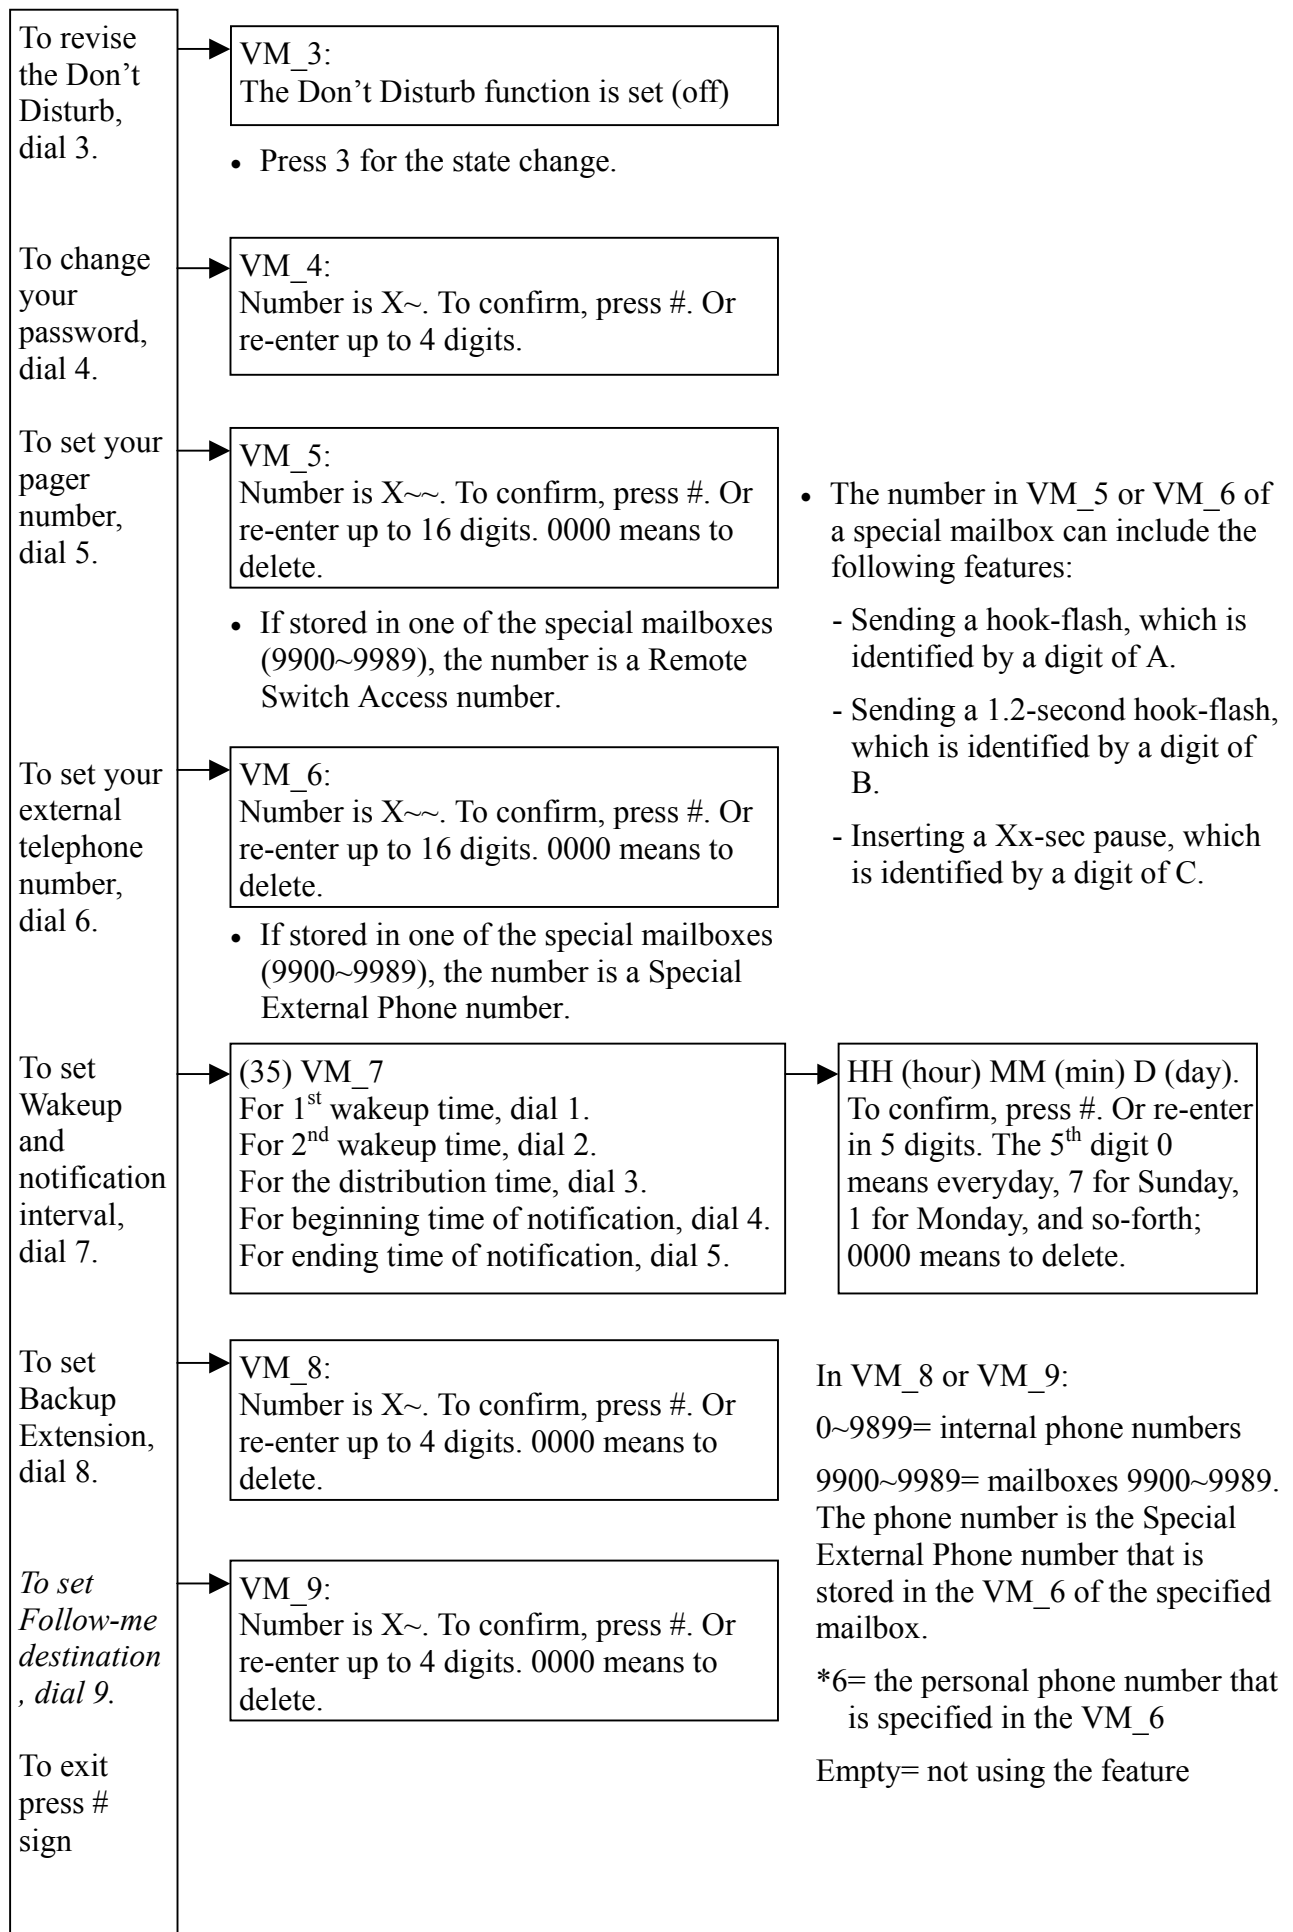 To revise
the Don’t
Disturb,
dial 3.
VM_3:
The Don’t Disturb function is set (off)
• Press 3 for the state change.
To change
your
password,
dial 4.
VM_4:
Number is X~. To confirm, press #. Or
re-enter up to 4 digits.
To set your
pager
number,
dial 5.
VM_5:
Number is X~~. To confirm, press #. Or
re-enter up to 16 digits. 0000 means to
delete.
• If stored in one of the special mailboxes
(9900~9989), the number is a Remote
Switch Access number.
• The number in VM_5 or VM_6 of
a special mailbox can include the
following features:
- Sending a hook-flash, which is
identified by a digit of A.
- Sending a 1.2-second hook-flash,
which is identified by a digit of
B.
- Inserting a Xx-sec pause, which
is identified by a digit of C.
To set your
external
telephone
number,
dial 6.
VM_6:
Number is X~~. To confirm, press #. Or
re-enter up to 16 digits. 0000 means to
delete.
• If stored in one of the special mailboxes
(9900~9989), the number is a Special
External Phone number.
To set
Wakeup
and
notification
interval,
dial 7.
(35) VM_7
For 1st wakeup time, dial 1.
For 2nd wakeup time, dial 2.
For the distribution time, dial 3.
For beginning time of notification, dial 4.
For ending time of notification, dial 5.
HH (hour) MM (min) D (day).
To confirm, press #. Or re-enter
in 5 digits. The 5th digit 0
means everyday, 7 for Sunday,
1 for Monday, and so-forth;
0000 means to delete.
To set
Backup
Extension,
dial 8.
VM_8:
Number is X~. To confirm, press #. Or
re-enter up to 4 digits. 0000 means to
delete.
To set
Follow-me
destination
, dial 9.
VM_9:
Number is X~. To confirm, press #. Or
re-enter up to 4 digits. 0000 means to
delete.
In VM_8 or VM_9:
0~9899= internal phone numbers
9900~9989= mailboxes 9900~9989.
The phone number is the Special
External Phone number that is
stored in the VM_6 of the specified
mailbox.
*6= the personal phone number that
is specified in the VM_6
Empty= not using the feature
To exit
press #
sign